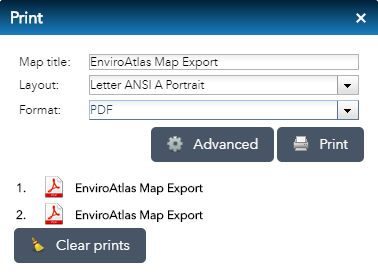 Print ×
Map title: EnviroAtlas Map Export
Layout: Letter ANSI A Portrait
Format: PDF
Advanced Print
1. EnviroAtlas Map Export
2. EnviroAtlas Map Export
Clear prints